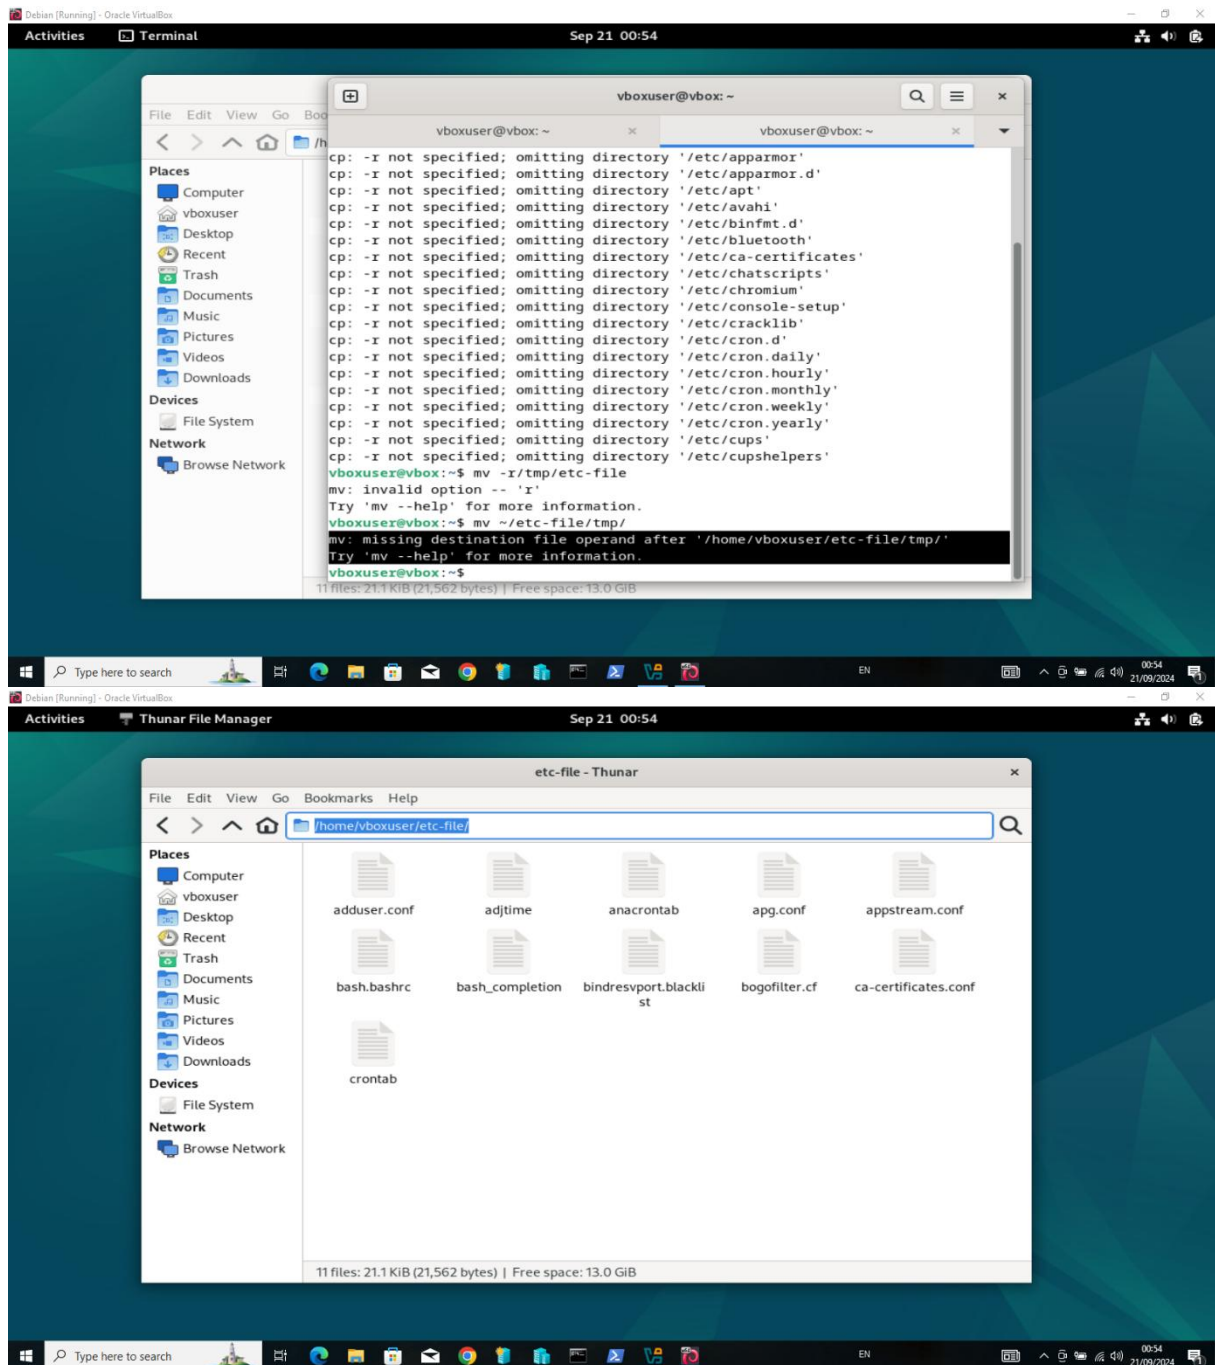 Debian [Running] - Oracle VirtualBox
Activities Terminal Sep 21 00:54
vboxuser@vbox: ~
File Edit View Go Boo
vboxuser@vbox: ~ × vboxuser@vbox: ~ ×
/h
Places
Computer
vboxuser
Desktop
Recent
Trash
Documents
Music
Pictures
Videos
Downloads
Devices
File System
Network
Browse Network
cp: -r not specified; omitting directory '/etc/apparmor'
cp: -r not specified; omitting directory '/etc/apparmor.d'
cp: -r not specified; omitting directory '/etc/apt'
cp: -r not specified; omitting directory '/etc/avahi'
cp: -r not specified; omitting directory '/etc/binfmt.d'
cp: -r not specified; omitting directory '/etc/bluetooth'
cp: -r not specified; omitting directory '/etc/ca-certificates'
cp: -r not specified; omitting directory '/etc/chatscripts'
cp: -r not specified; omitting directory '/etc/chromium'
cp: -r not specified; omitting directory '/etc/console-setup'
cp: -r not specified; omitting directory '/etc/cracklib'
cp: -r not specified; omitting directory '/etc/cron.d'
cp: -r not specified; omitting directory '/etc/cron.daily'
cp: -r not specified; omitting directory '/etc/cron.hourly'
cp: -r not specified; omitting directory '/etc/cron.monthly'
cp: -r not specified; omitting directory '/etc/cron.weekly'
cp: -r not specified; omitting directory '/etc/cron.yearly'
cp: -r not specified; omitting directory '/etc/cups'
cp: -r not specified; omitting directory '/etc/cupshelpers'
vboxuser@vbox:~$ mv -r/tmp/etc-file
mv: invalid option -- 'r'
Try 'mv --help' for more information.
vboxuser@vbox:~$ mv ~/etc-file/tmp/
mv: missing destination file operand after '/home/vboxuser/etc-file/tmp/'
Try 'mv --help' for more information.
vboxuser@vbox:~$
11 files: 21.1 KiB (21,562 bytes) | Free space: 13.0 GiB
Type here to search EN 00:54
21/09/2024
Debian [Running] - Oracle VirtualBox
Activities Thunar File Manager Sep 21 00:54
etc-file - Thunar
File Edit View Go Bookmarks Help
/home/vboxuser/etc-file/
Places
Computer
vboxuser
Desktop
Recent
Trash
Documents
Music
Pictures
Videos
Downloads
Devices
File System
Network
Browse Network
adduser.conf adjtime anacrontab apg.conf appstream.conf
bash.bashrc bash_completion bindresvport.blackli bogofilter.cf ca-certificates.conf
st
crontab
11 files: 21.1 KiB (21,562 bytes) | Free space: 13.0 GiB
Type here to search EN 00:54
21/09/2024